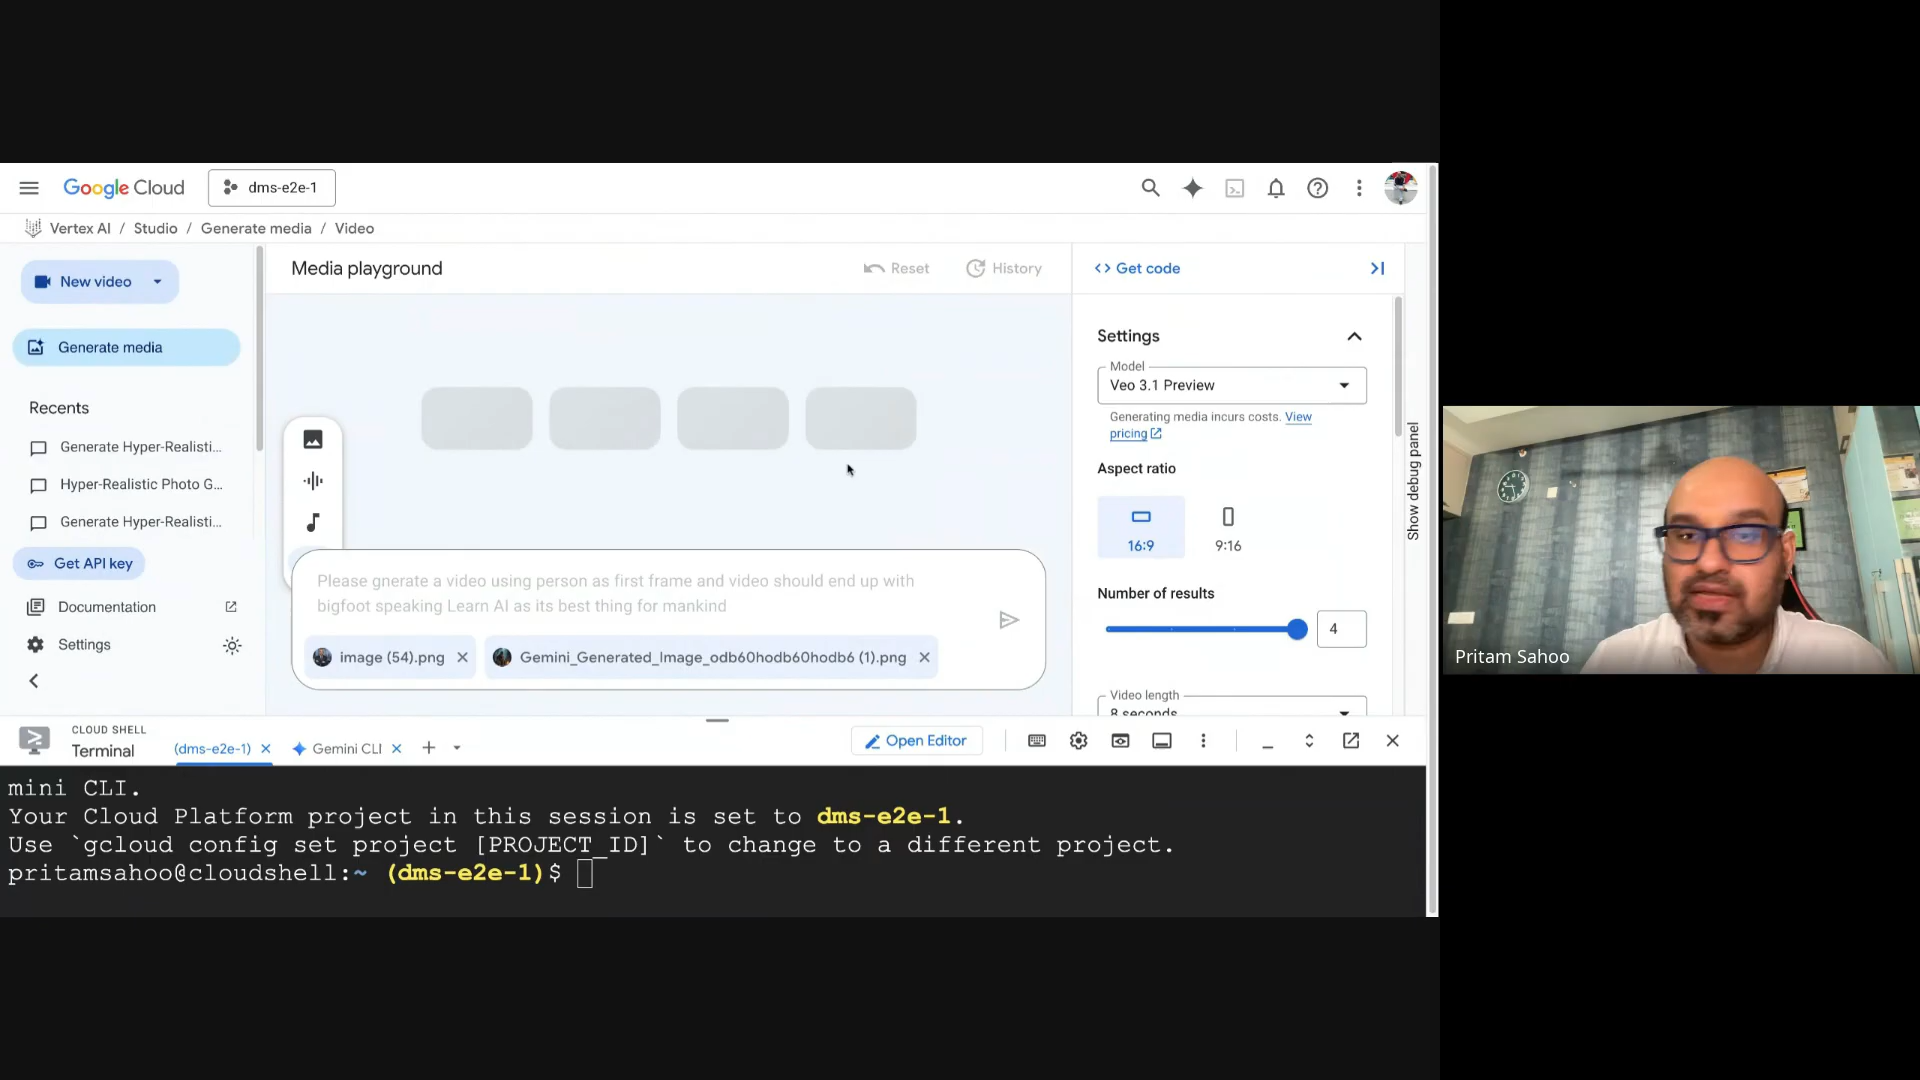 Google Cloud
dms-e2e-1
Vertex AI / Studio / Generate media / Video
New video
Media playground
Reset
History
<> Get code
Generate media
Settings
Model
Veo 3.1 Preview
Generating media incurs costs. View
pricing
Recents
Generate Hyper-Realisti...
Hyper-Realistic Photo G...
Generate Hyper-Realisti...
Get API key
Documentation
Settings
Aspect ratio
16:9
9:16
Number of results
4
Video length
8 seconds
Show debug panel
Please gnerate a video using person as first frame and video should end up with
bigfoot speaking Learn AI as its best thing for mankind
image (54).png
Gemini_Generated_Image_odb60hodb60hodb6 (1).png
CLOUD SHELL
Terminal
(dms-e2e-1)
Gemini CLI
Open Editor
mini CLI.
Your Cloud Platform project in this session is set to dms-e2e-1.
Use `gcloud config set project [PROJECT_ID]` to change to a different project.
pritamsahoo@cloudshell:~ (dms-e2e-1)$
Pritam Sahoo